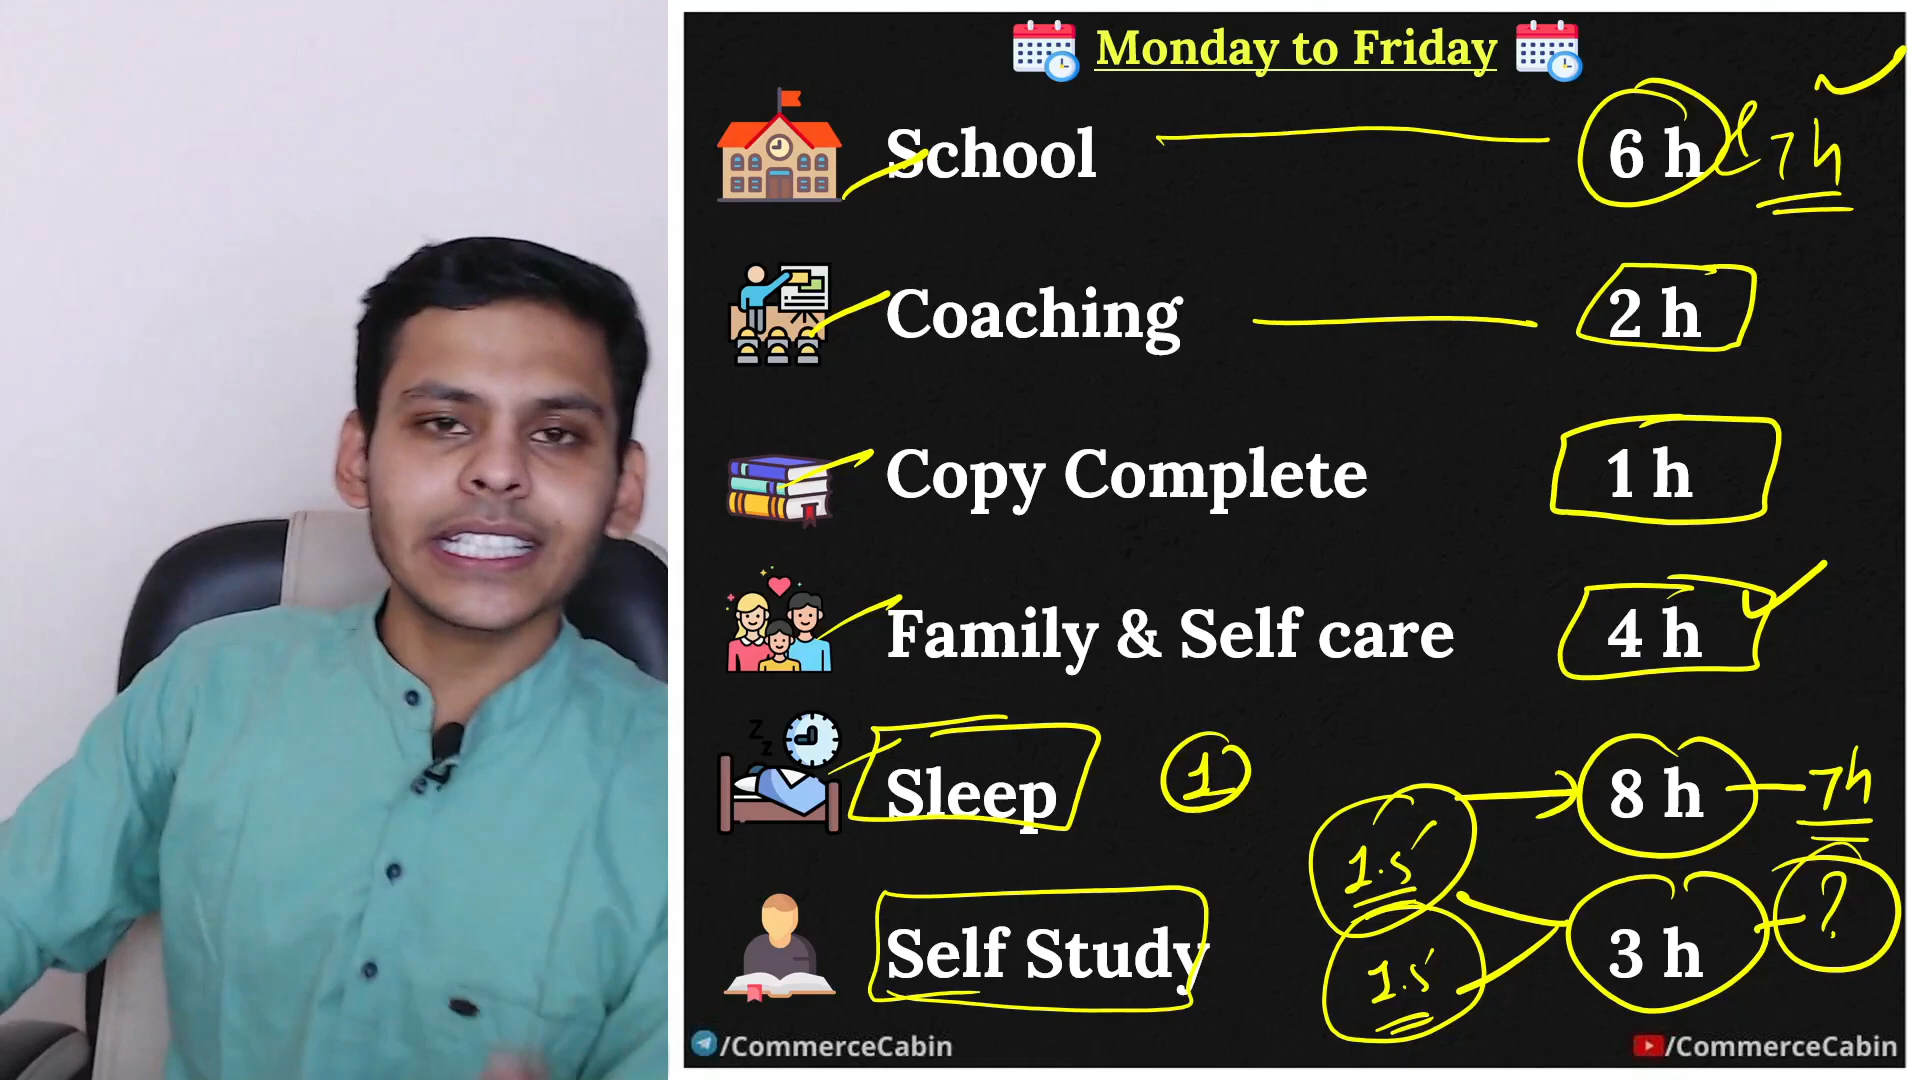 Monday to Friday
School 6 h 7h
Coaching 2 h
Copy Complete 1 h
Family & Self care 4 h
Sleep 1 8 h 7h
1.5
Self Study 3 h ?
1.5
/CommerceCabin /CommerceCabin